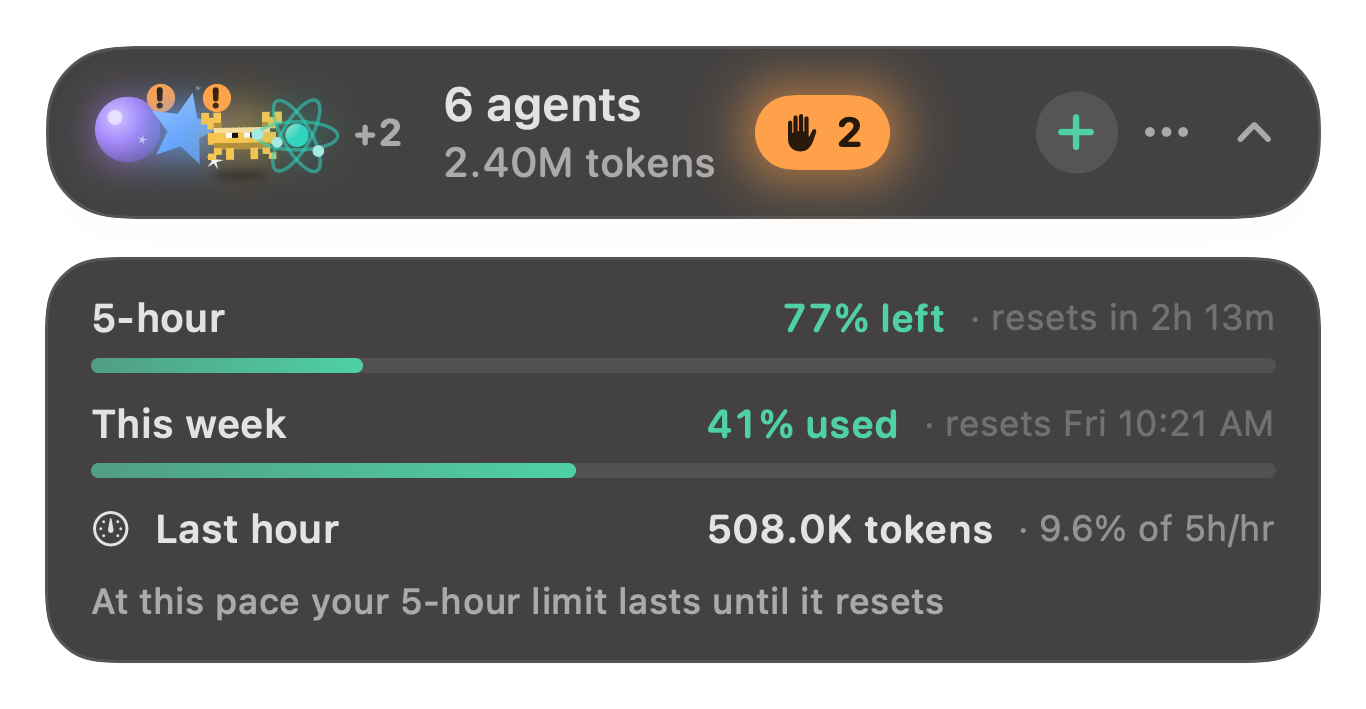 ! !
+2
6 agents
2.40M tokens
2
5-hour 77% left · resets in 2h 13m
This week 41% used · resets Fri 10:21 AM
Last hour 508.0K tokens · 9.6% of 5h/hr
At this pace your 5-hour limit lasts until it resets